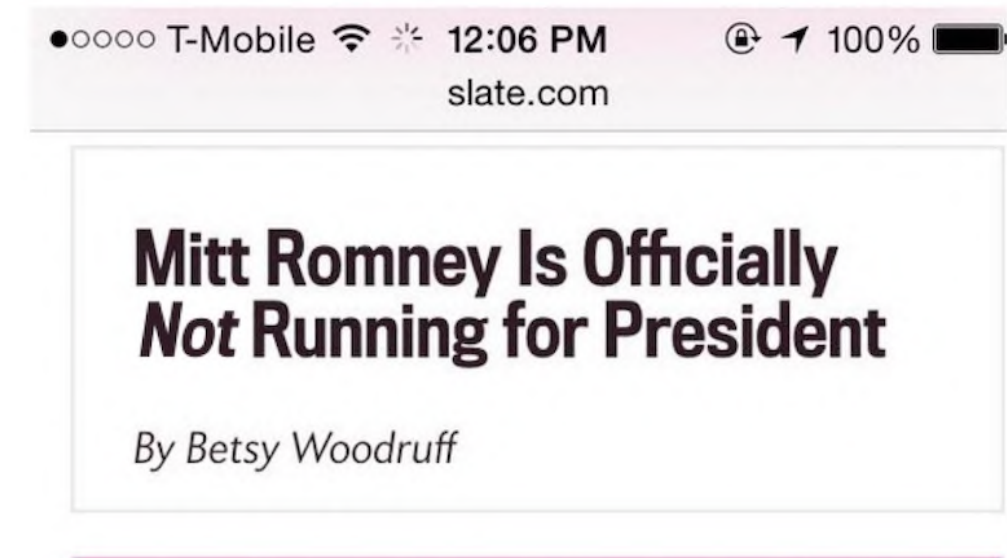 T-Mobile 12:06 PM 100%
slate.com
Mitt Romney Is Officially
Not Running for President
By Betsy Woodruff